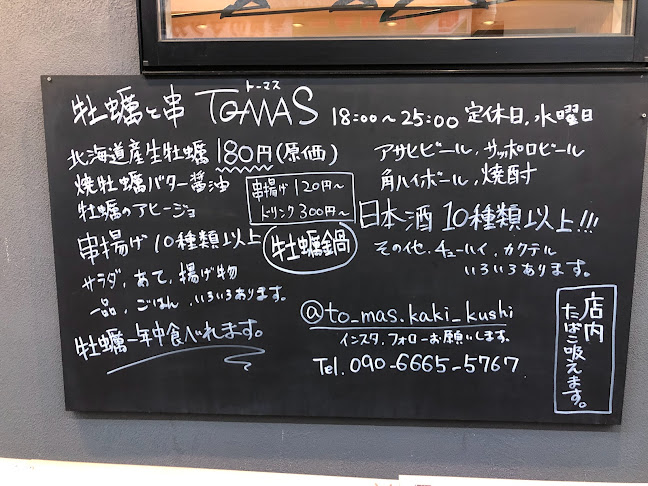 牡蠣と串 TOMAS トーマス 18:00〜25:00 定休日、水曜日
北海道産生牡蠣 180円(原価)
焼牡蠣バター醤油
牡蠣のアヒージョ
串揚げ 120円〜
ドリンク 300円〜
串揚げ10種類以上
牡蠣鍋
サラダ、あて、揚げ物
一品、ごはん、いろいろあります。
牡蠣一年中食べれます。
アサヒビール、サッポロビール
角ハイボール、焼酎
日本酒10種類以上!!!
その他、チューハイ、カクテル
いろいろあります。
@to_mas.kaki_kushi
インスタ、フォローお願いします。
Tel.090-6665-5767
店内
たばこ吸えます。